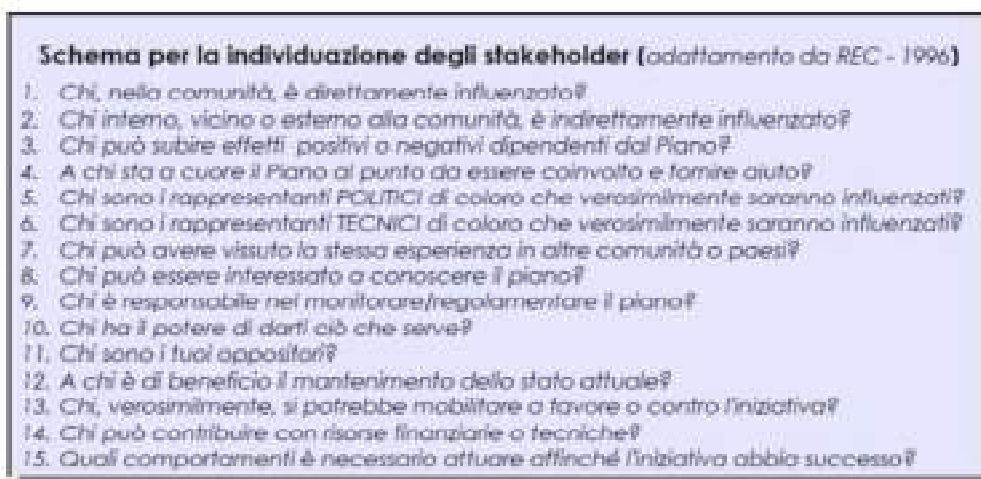 Schema per la individuazione degli stakeholder (adattamento da REC - 1996)
1. Chi, nella comunità, è direttamente influenzato?
2. Chi interno, vicino o esterno alla comunità, è indirettamente influenzato?
3. Chi può subire effetti positivi o negativi dipendenti dal Piano?
4. A chi sta a cuore il Piano al punto da essere coinvolto e fornire aiuto?
5. Chi sono i rappresentanti POLITICI di coloro che verosimilmente saranno influenzati?
6. Chi sono i rappresentanti TECNICI di coloro che verosimilmente saranno influenzati?
7. Chi può avere vissuto la stessa esperienza in altre comunità o paesi?
8. Chi può essere interessato a conoscere il piano?
9. Chi è responsabile nel monitorare/regolamentare il piano?
10. Chi ha il potere di darti ciò che serve?
11. Chi sono i tuoi oppositori?
12. A chi è di beneficio il mantenimento dello stato attuale?
13. Chi, verosimilmente, si potrebbe mobilitare a favore o contro l'iniziativa?
14. Chi può contribuire con risorse finanziarie o tecniche?
15. Quali comportamenti è necessario attuare affinché l'iniziativa abbia successo?